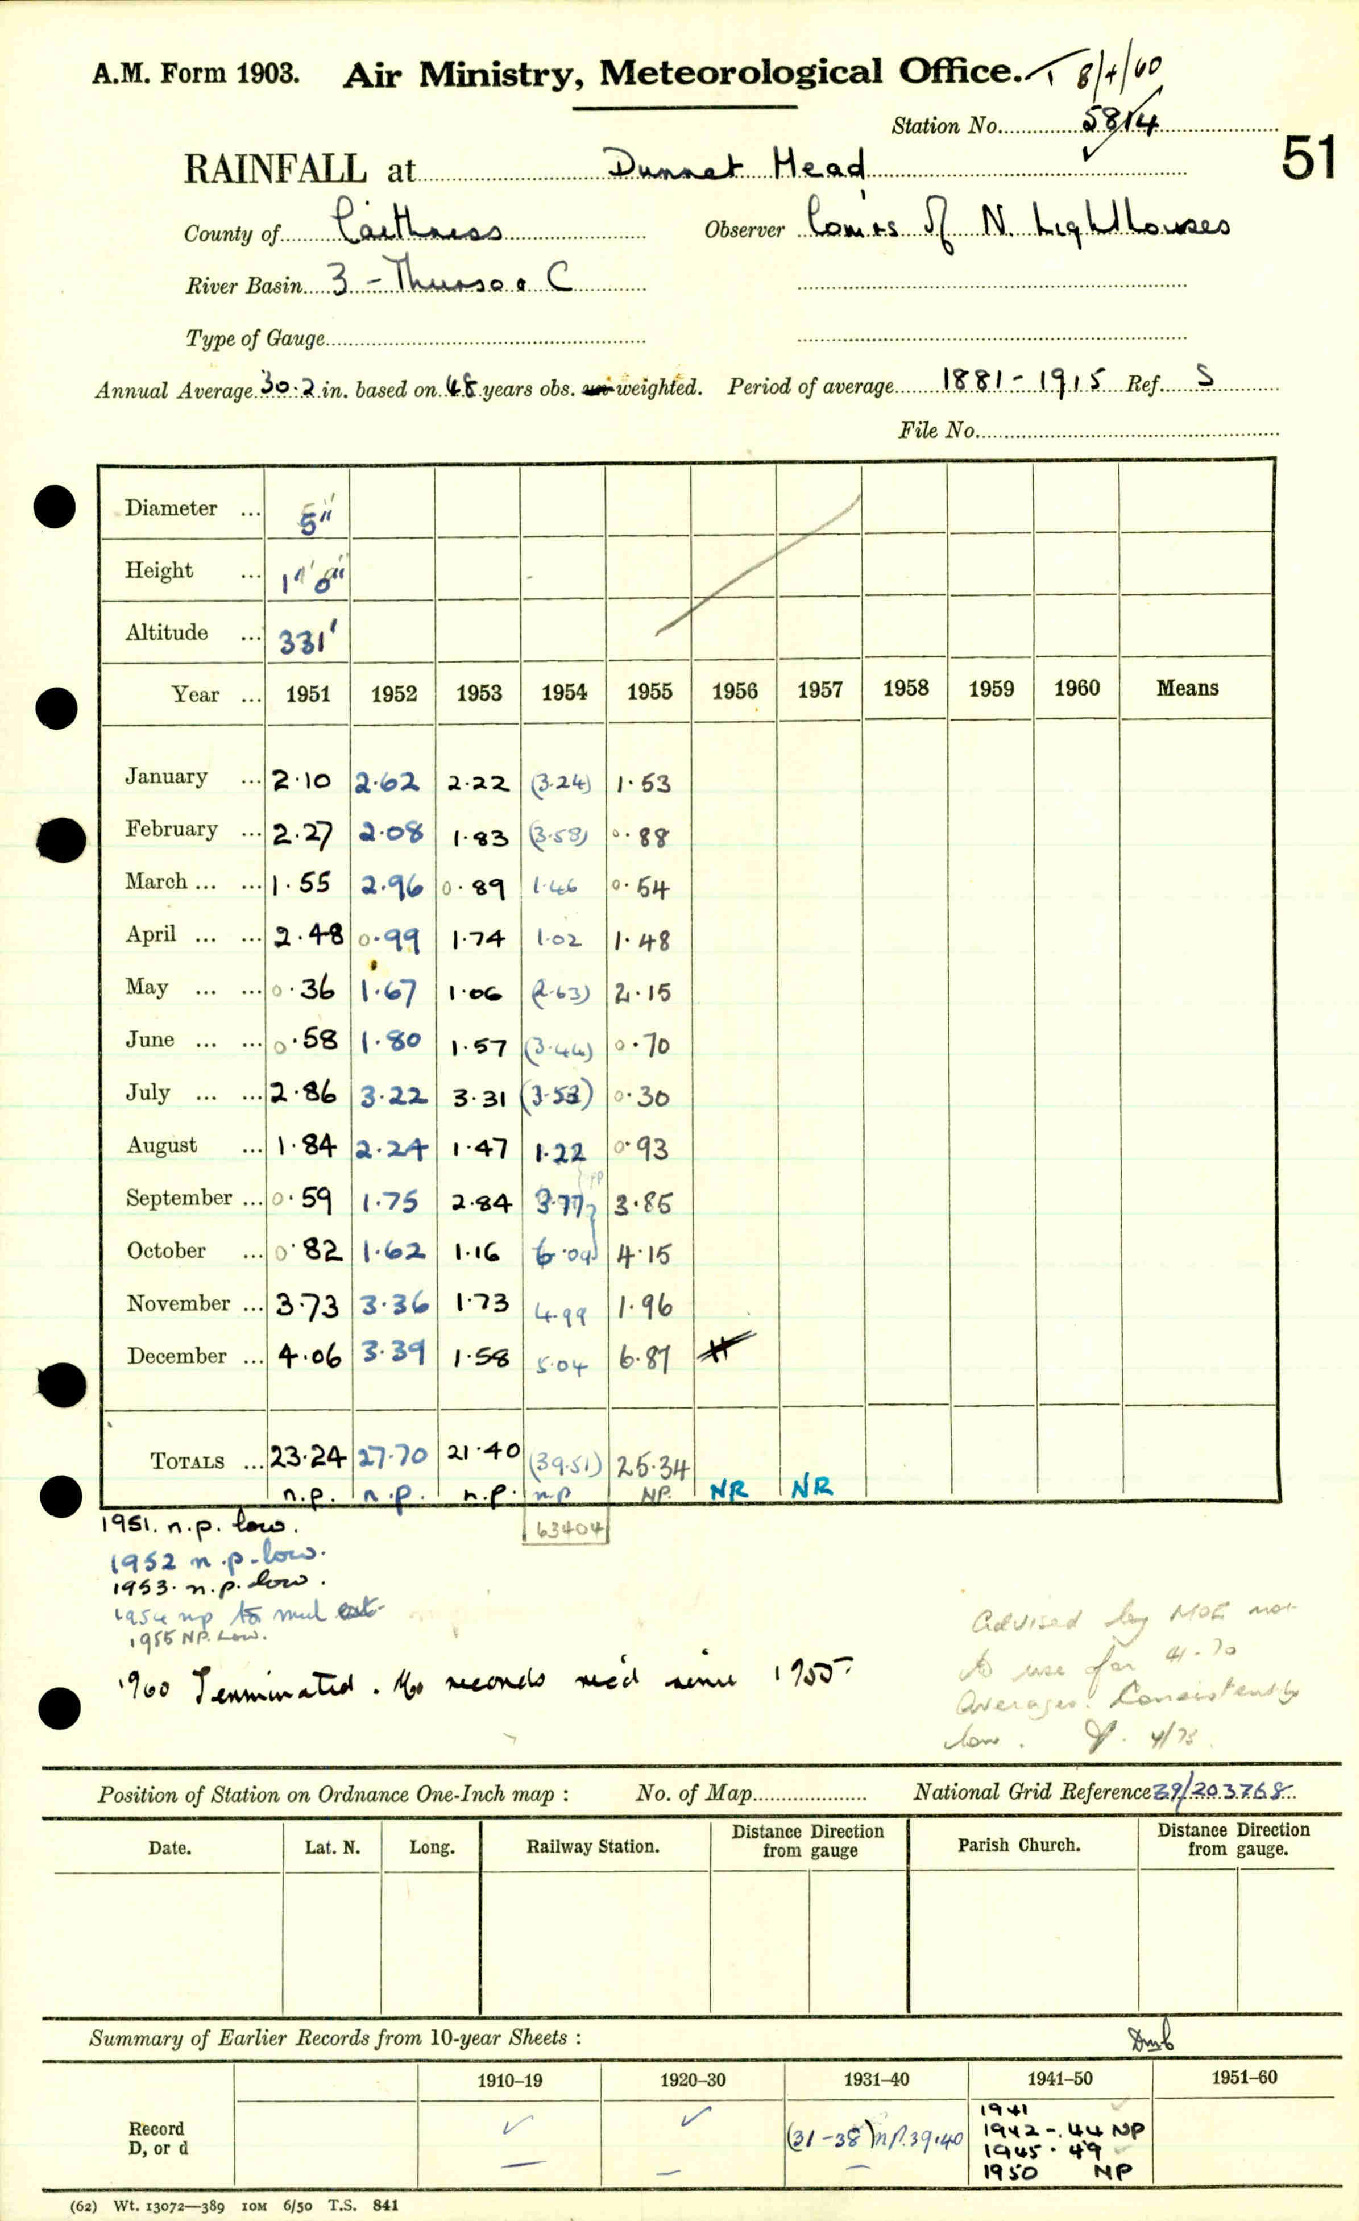 A.M. Form 1903. Air Ministry, Meteorological Office. 8/4/60
Station No. 5814
51
RAINFALL at Dunnet Head
County of Caithness Observer Com'rs of N. Lighthouses
River Basin 3 - Thurso & C
Type of Gauge
Annual Average 30.2 in. based on 48 years obs. un-weighted. Period of average 1881-1915 Ref. S
File No.
Diameter ... 5"
Height ... 1' 0"
Altitude ... 331'
Year ... 1951 1952 1953 1954 1955 1956 1957 1958 1959 1960 Means
January ... 2.10 2.62 2.22 (3.24) 1.53
February ... 2.27 2.08 1.83 (3.58) 0.88
March ... ... 1.55 2.96 0.89 1.46 0.54
April ... ... 2.48 0.99 1.74 1.02 1.48
May ... ... 0.36 1.67 1.06 (2.63) 2.15
June ... ... 0.58 1.80 1.57 (3.44) 0.70
July ... ... 2.86 3.22 3.31 (3.53) 0.30
August ... 1.84 2.24 1.47 1.22 0.93
September ... 0.59 1.75 2.84 3.77 3.85
October ... 0.82 1.62 1.16 6.09 4.15
November ... 3.73 3.36 1.73 4.99 1.96
December ... 4.06 3.39 1.58 5.04 6.87
TOTALS ... 23.24 27.70 21.40 (39.51) 25.34
n.p. n.p. n.p. n.p NP. NR NR
63404
1951. n.p. low.
1952 n.p. low.
1953. n.p. low.
1954 np to mul est.
1955 NP. Low.
1960 Terminated. No records rec'd since 1955.
Advised by MOE not
to use for 41-70
Averages. Consistently
low. 4/73.
Position of Station on Ordnance One-Inch map : No. of Map National Grid Reference 39/203768
Date. Lat. N. Long. Railway Station. Distance Direction from gauge Parish Church. Distance Direction from gauge.
Summary of Earlier Records from 10-year Sheets :
1910-19 1920-30 1931-40 1941-50 1951-60
Record
D, or d
(31-38) n.p. 39.40
1941
1942-.44 NP
1945. 49
1950 NP
(62) Wt. 13072—389 10M 6/50 T.S. 841